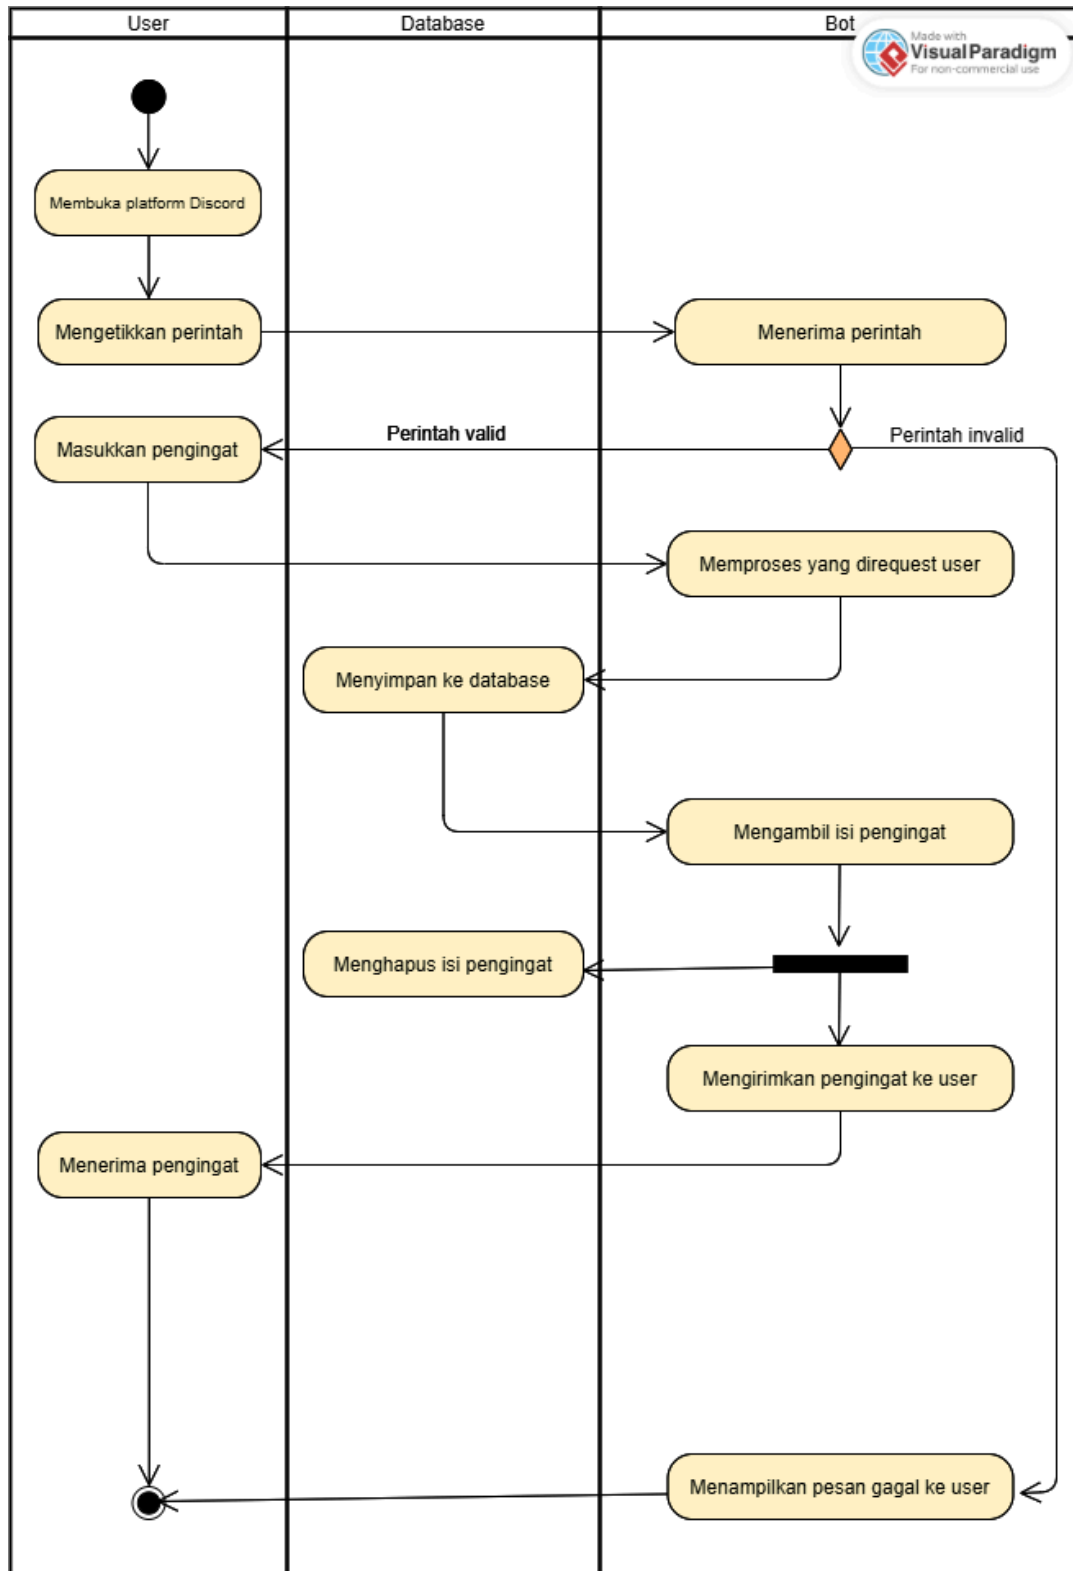 User
Database
Bot
Made with
Visual Paradigm
For non-commercial use
Membuka platform Discord
Mengetikkan perintah
Menerima perintah
Masukkan pengingat
Perintah valid
Perintah invalid
Memproses yang direquest user
Menyimpan ke database
Mengambil isi pengingat
Menghapus isi pengingat
Mengirimkan pengingat ke user
Menerima pengingat
Menampilkan pesan gagal ke user